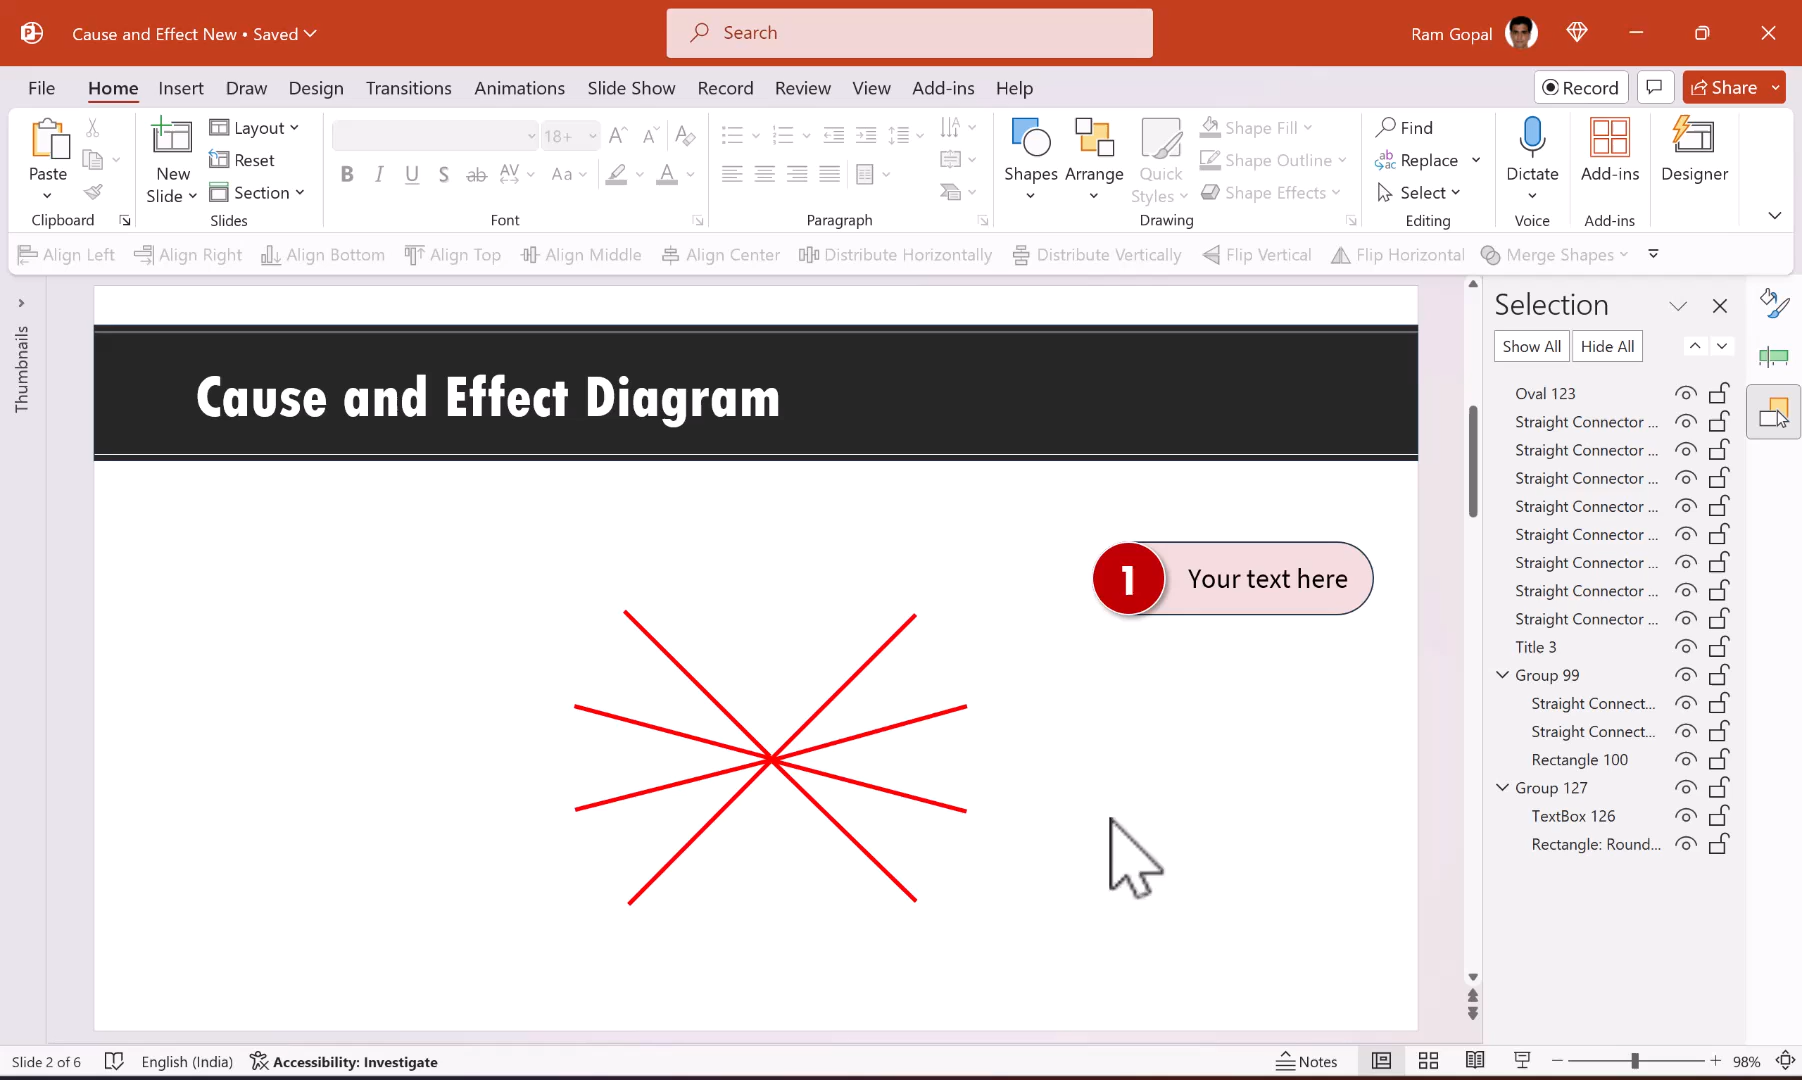 Cause and Effect New • Saved
Search
Ram Gopal
File Home Insert Draw Design Transitions Animations Slide Show Record Review View Add-ins Help
Record
Share
Paste
Clipboard
New Slide
Layout
Reset
Section
Slides
18+
B I U S ab AV Aa A
Font
Paragraph
Shapes
Arrange
Quick Styles
Shape Fill
Shape Outline
Shape Effects
Drawing
Find
Replace
Select
Editing
Dictate
Voice
Add-ins
Add-ins
Designer
Align Left Align Right Align Bottom Align Top Align Middle Align Center Distribute Horizontally Distribute Vertically Flip Vertical Flip Horizontal Merge Shapes
Thumbnails
Cause and Effect Diagram
1 Your text here
Selection
Show All Hide All
Oval 123
Straight Connector ...
Straight Connector ...
Straight Connector ...
Straight Connector ...
Straight Connector ...
Straight Connector ...
Straight Connector ...
Straight Connector ...
Title 3
Group 99
Straight Connect...
Straight Connect...
Rectangle 100
Group 127
TextBox 126
Rectangle: Round...
Slide 2 of 6 English (India) Accessibility: Investigate Notes 98%